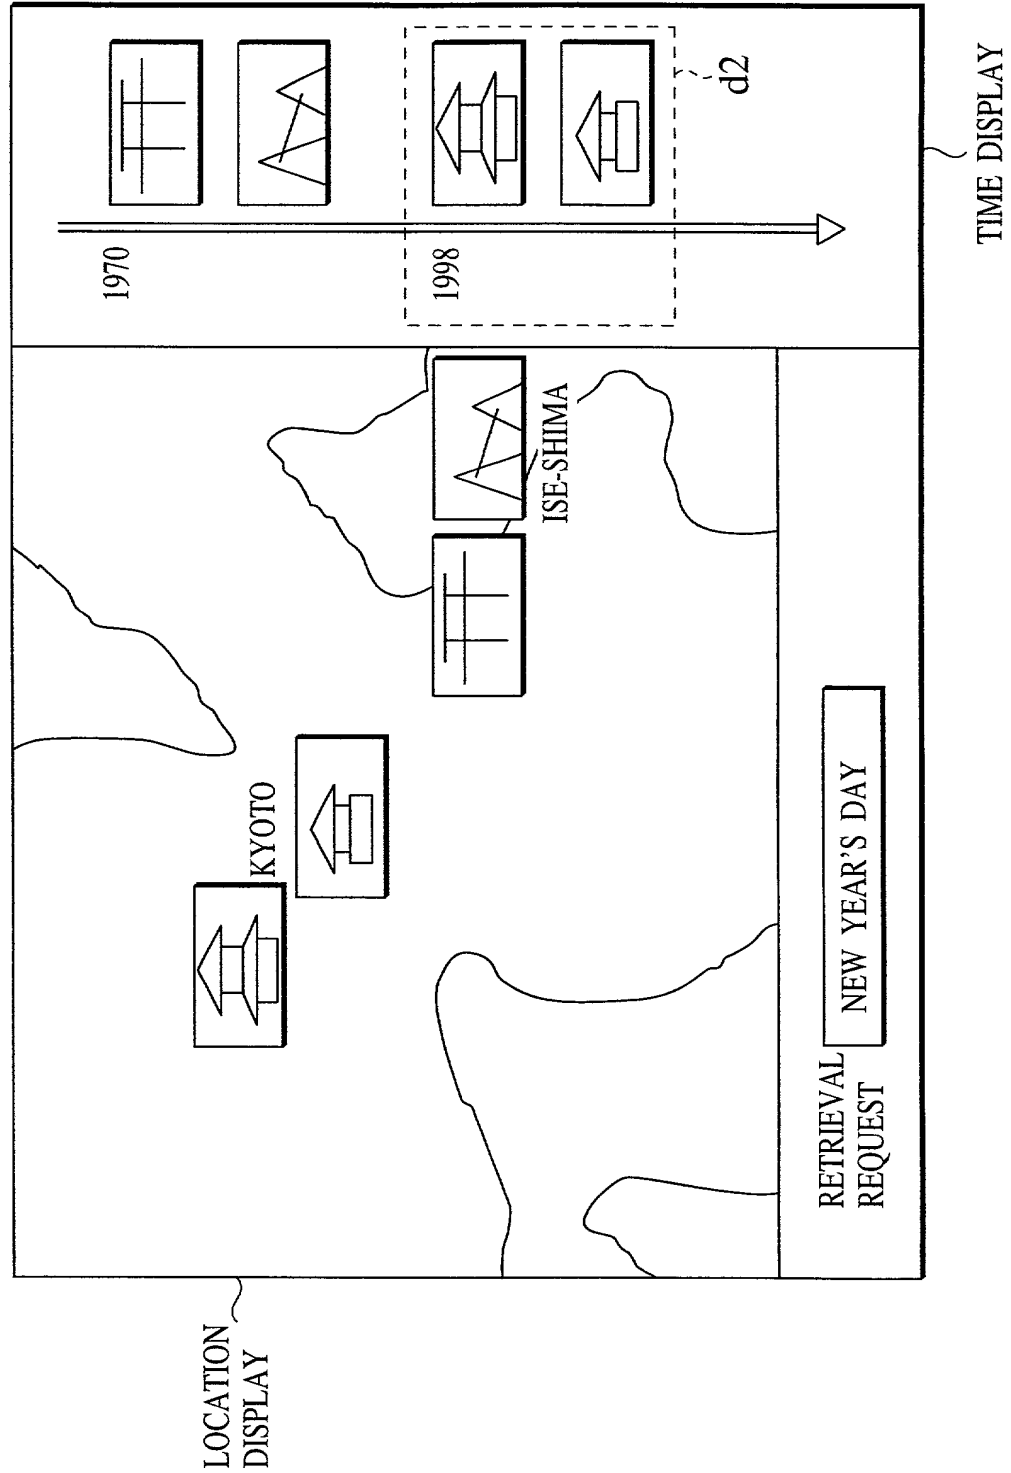 LOCATION
DISPLAY
KYOTO
ISE-SHIMA
RETRIEVAL
REQUEST
NEW YEAR'S DAY
1970
1998
d2
TIME DISPLAY